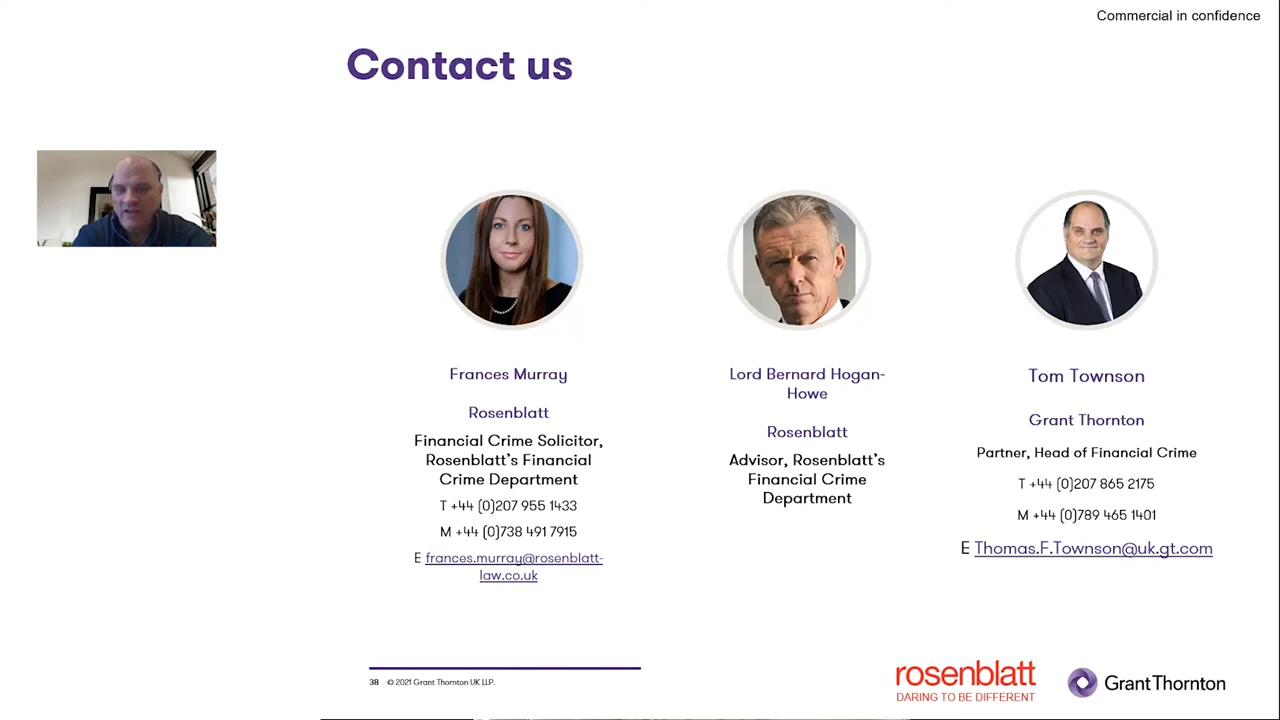 Commercial in confidence
Contact us
Frances Murray
Rosenblatt
Financial Crime Solicitor,
Rosenblatt's Financial
Crime Department
T +44 (0)207 955 1433
M +44 (0)738 491 7915
E frances.murray@rosenblatt-
law.co.uk
Lord Bernard Hogan-
Howe
Rosenblatt
Advisor, Rosenblatt's
Financial Crime
Department
Tom Townson
Grant Thornton
Partner, Head of Financial Crime
T +44 (0)207 865 2175
M +44 (0)789 465 1401
E Thomas.F.Townson@uk.gt.com
38 © 2021 Grant Thornton UK LLP.
rosenblatt
DARING TO BE DIFFERENT
Grant Thornton